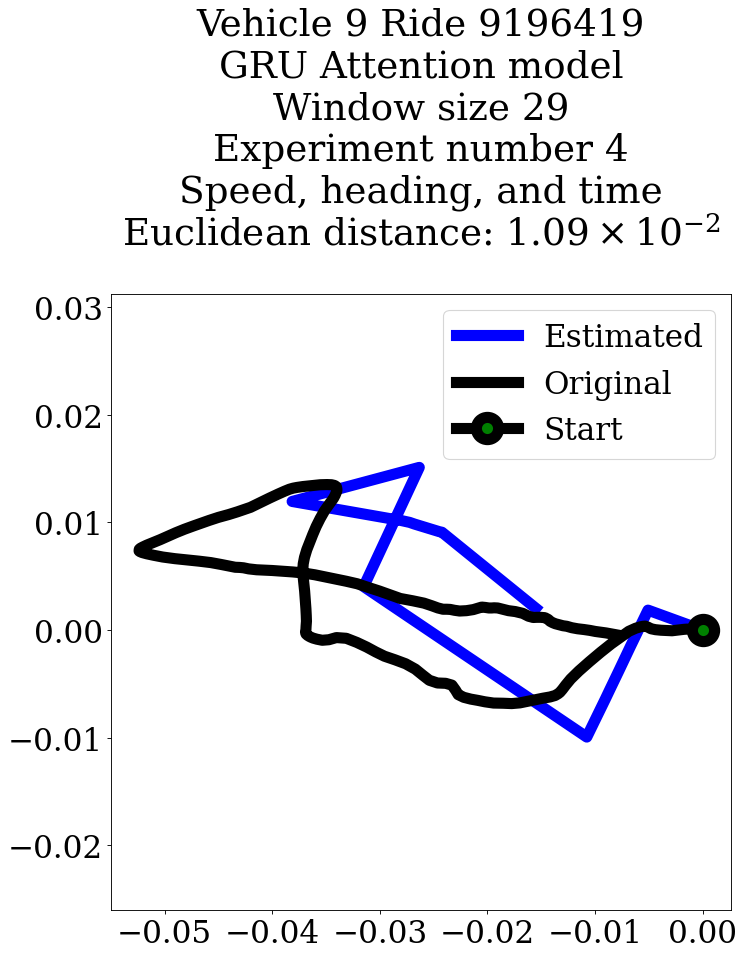 Vehicle 9 Ride 9196419
GRU Attention model
Window size 29
Experiment number 4
Speed, heading, and time
Euclidean distance: 1.09 × 10⁻²
0.03
0.02
0.01
0.00
−0.01
−0.02
Estimated
Original
Start
−0.05 −0.04 −0.03 −0.02 −0.01 0.00